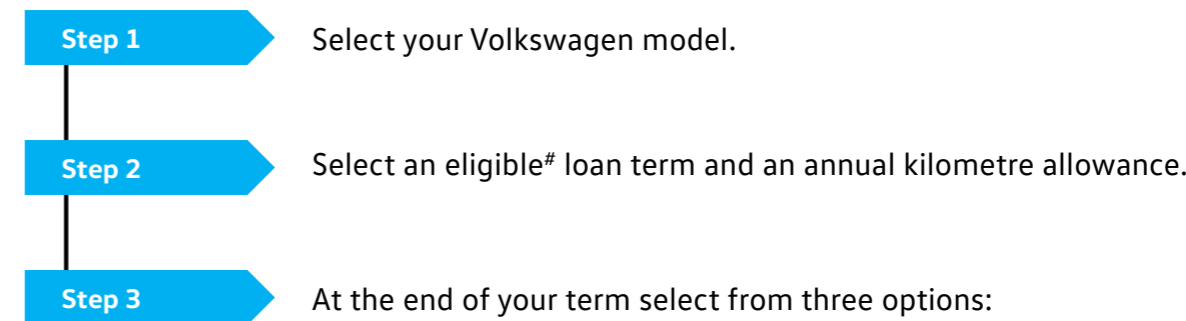 Step 1 Select your Volkswagen model.
Step 2 Select an eligible# loan term and an annual kilometre allowance.
Step 3 At the end of your term select from three options: